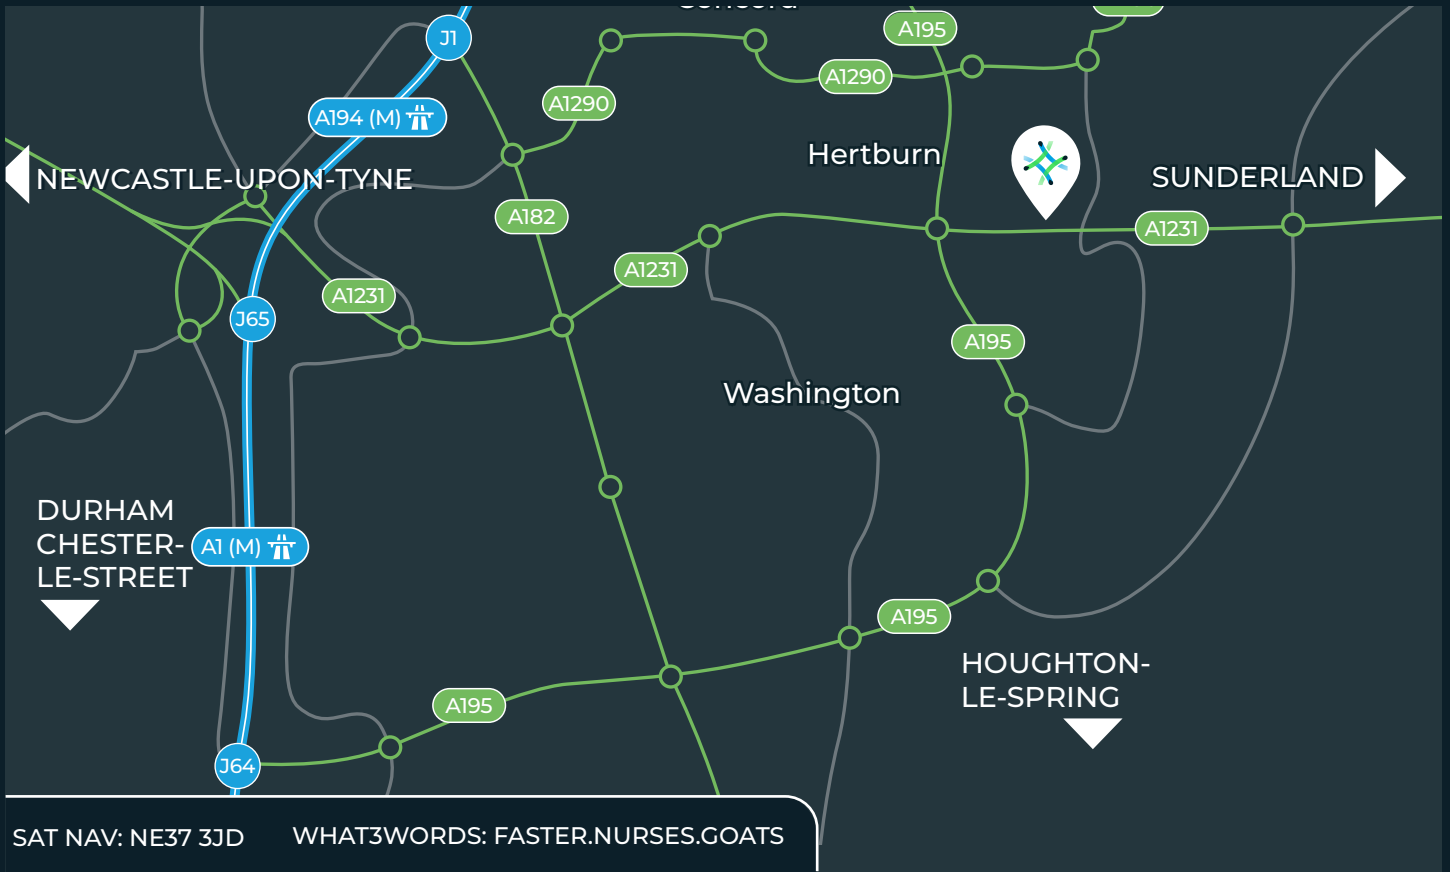 Concord
J1
A195
A1290
A1290
A194 (M)
Hertburn
NEWCASTLE-UPON-TYNE
SUNDERLAND
A182
A1231
A1231
A1231
J65
A195
Washington
DURHAM
CHESTER-
LE-STREET
A1 (M)
A195
HOUGHTON-
LE-SPRING
A195
J64
SAT NAV: NE37 3JD
WHAT3WORDS: FASTER.NURSES.GOATS